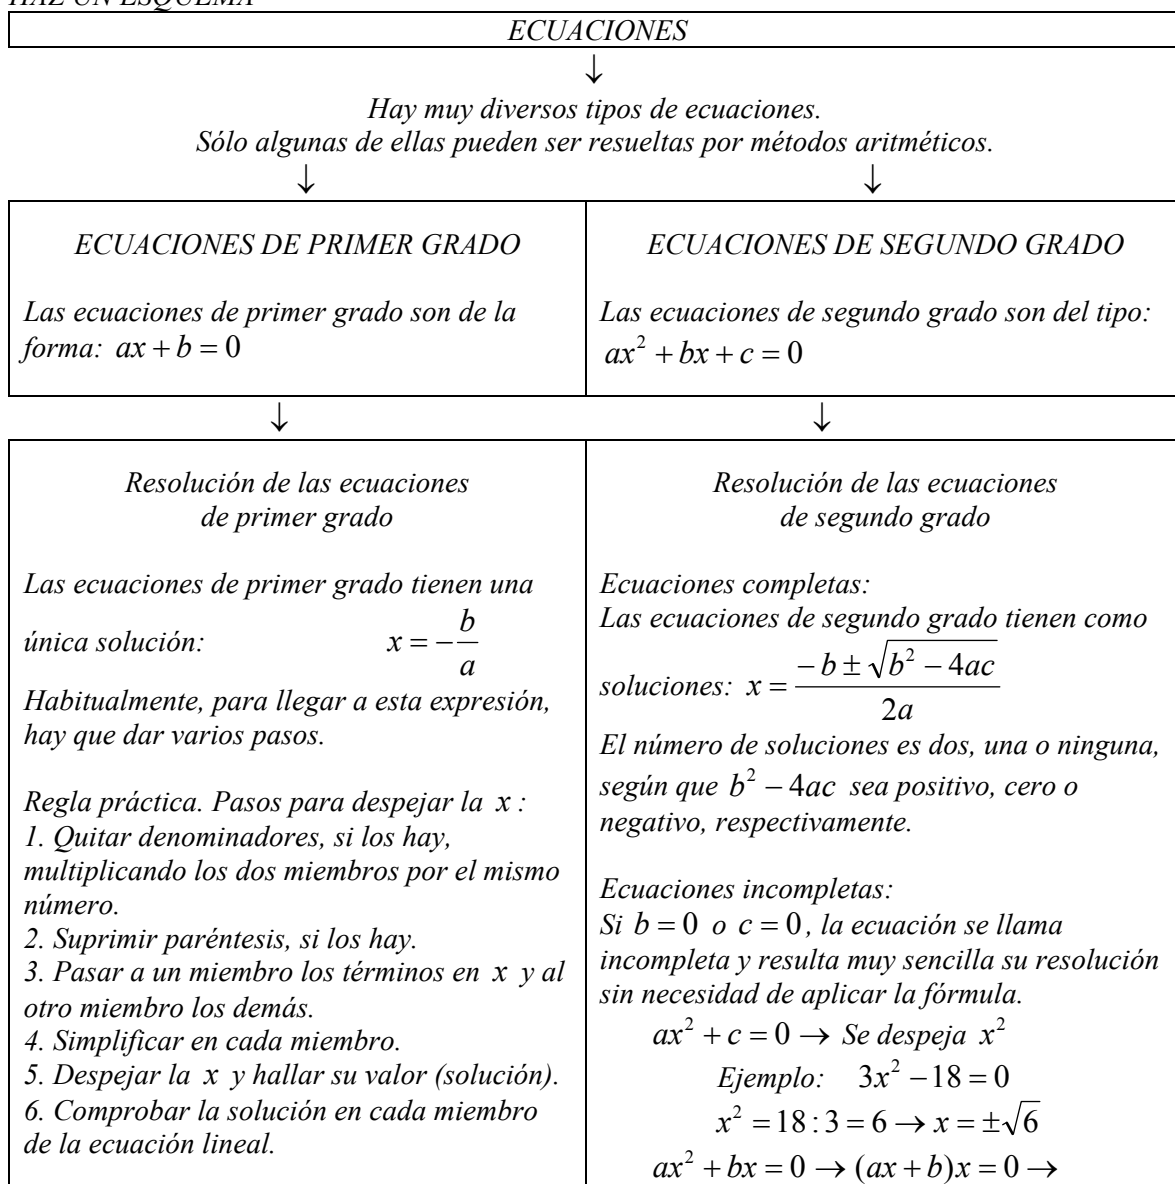 HAZ UN ESQUEMA
ECUACIONES
↓
Hay muy diversos tipos de ecuaciones.
Sólo algunas de ellas pueden ser resueltas por métodos aritméticos.
↓ ↓
ECUACIONES DE PRIMER GRADO
Las ecuaciones de primer grado son de la
forma: ax + b = 0
ECUACIONES DE SEGUNDO GRADO
Las ecuaciones de segundo grado son del tipo:
ax² + bx + c = 0
↓ ↓
Resolución de las ecuaciones
de primer grado
Las ecuaciones de primer grado tienen una
única solución: x = −b/a
Habitualmente, para llegar a esta expresión,
hay que dar varios pasos.
Regla práctica. Pasos para despejar la x :
1. Quitar denominadores, si los hay,
multiplicando los dos miembros por el mismo
número.
2. Suprimir paréntesis, si los hay.
3. Pasar a un miembro los términos en x y al
otro miembro los demás.
4. Simplificar en cada miembro.
5. Despejar la x y hallar su valor (solución).
6. Comprobar la solución en cada miembro
de la ecuación lineal.
Resolución de las ecuaciones
de segundo grado
Ecuaciones completas:
Las ecuaciones de segundo grado tienen como
soluciones: x = (−b ± √(b² − 4ac))/2a
El número de soluciones es dos, una o ninguna,
según que b² − 4ac sea positivo, cero o
negativo, respectivamente.
Ecuaciones incompletas:
Si b = 0 o c = 0, la ecuación se llama
incompleta y resulta muy sencilla su resolución
sin necesidad de aplicar la fórmula.
ax² + c = 0 → Se despeja x²
Ejemplo: 3x² − 18 = 0
x² = 18 : 3 = 6 → x = ±√6
ax² + bx = 0 → (ax + b)x = 0 →